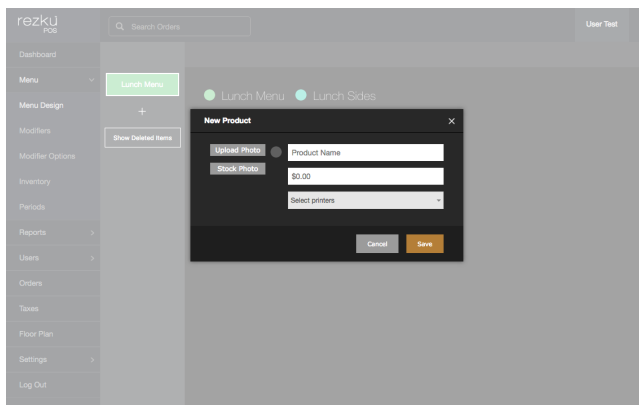 rezku
POS
Search Orders
User Test
Dashboard
Menu
Menu Design
Modifiers
Modifier Options
Inventory
Periods
Reports
Users
Orders
Taxes
Floor Plan
Settings
Log Out
Lunch Menu
+
Show Deleted Items
Lunch Menu Lunch Sides
New Product
Upload Photo
Stock Photo
Product Name
$0.00
Select printers
Cancel Save